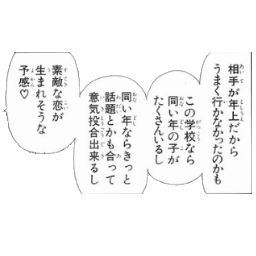 相手が年上だから
うまく行かなかったのかも
この学校なら
同い年の子が
たくさんいるし
同い年ならきっと
話題とかも合って
意気投合出来るし
素敵な恋が
生まれそうな
予感♡